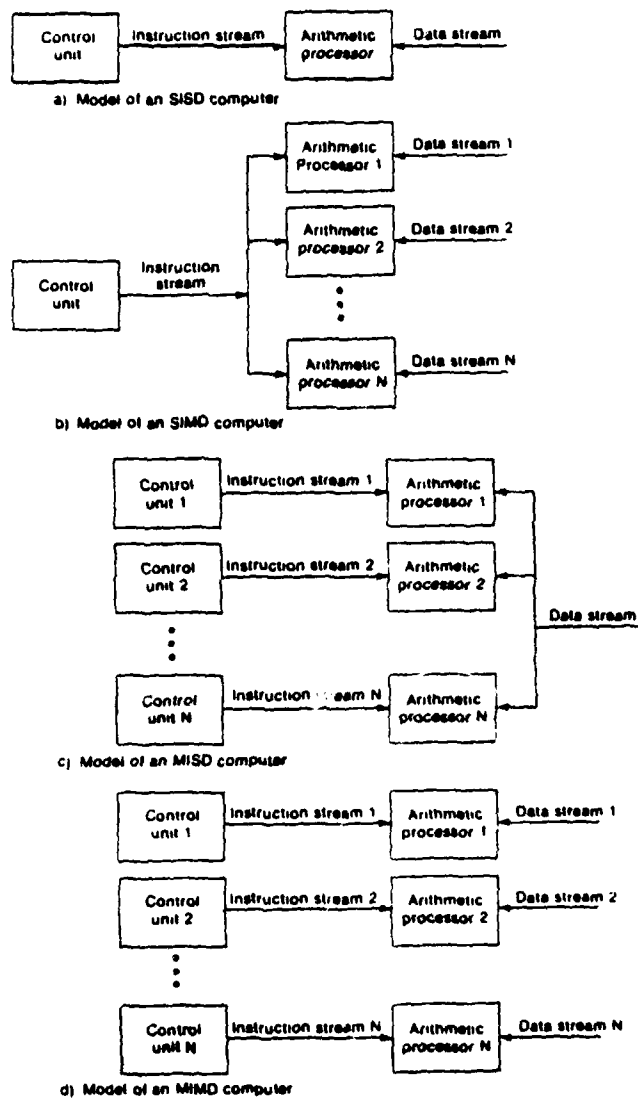 Control
unit
Instruction stream
Arithmetic
processor
Data stream
a) Model of an SISD computer
Arithmetic
Processor 1
Data stream 1
Arithmetic
processor 2
Data stream 2
Control
unit
Instruction
stream
Arithmetic
processor N
Data stream N
b) Model of an SIMD computer
Control
unit 1
Instruction stream 1
Arithmetic
processor 1
Control
unit 2
Instruction stream 2
Arithmetic
processor 2
Data stream
Control
unit N
Instruction stream N
Arithmetic
processor N
c) Model of an MISD computer
Control
unit 1
Instruction stream 1
Arithmetic
processor 1
Data stream 1
Control
unit 2
Instruction stream 2
Arithmetic
processor 2
Data stream 2
Control
unit N
Instruction stream N
Arithmetic
processor N
Data stream N
d) Model of an MIMD computer